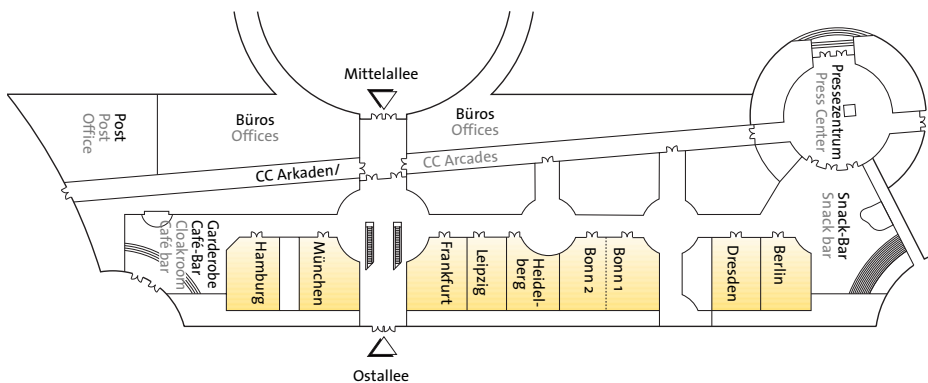 Mittelallee
Büros
Offices
Büros
Offices
Post
Post
Office
Pressezentrum
Press Center
CC Arkaden/
CC Arcades
Garderobe
Café-Bar
Cloakroom
Café bar
Snack-Bar
Snack bar
Hamburg
München
Frankfurt
Leipzig
Heidel-
berg
Bonn 2
Bonn 1
Dresden
Berlin
Ostallee